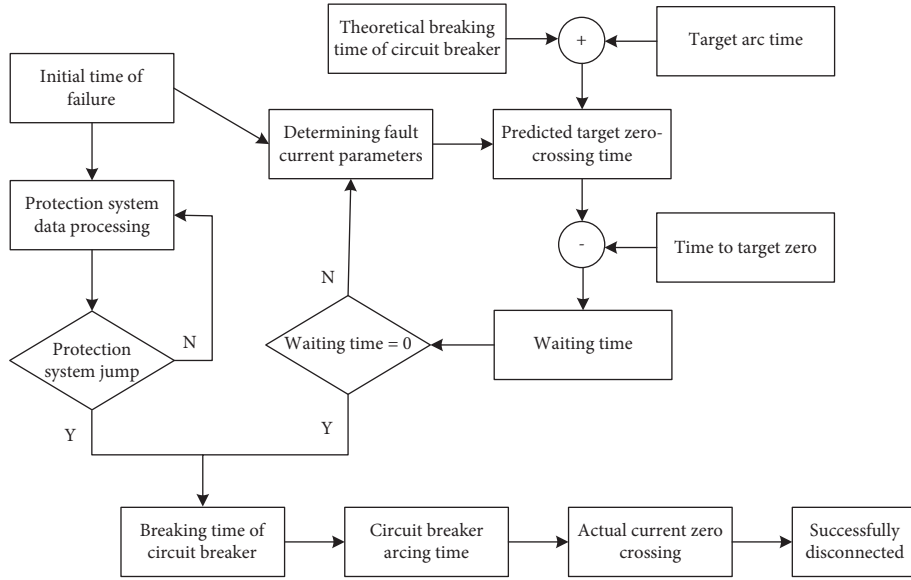 Theoretical breaking
time of circuit breaker
+
Target arc time
Initial time of
failure
Determining fault
current parameters
Predicted target zero-
crossing time
Protection system
data processing
-
Time to target zero
N
Waiting time
Waiting time = 0
N
Protection
system jump
Y
Y
Breaking time of
circuit breaker
Circuit breaker
arcing time
Actual current zero
crossing
Successfully
disconnected